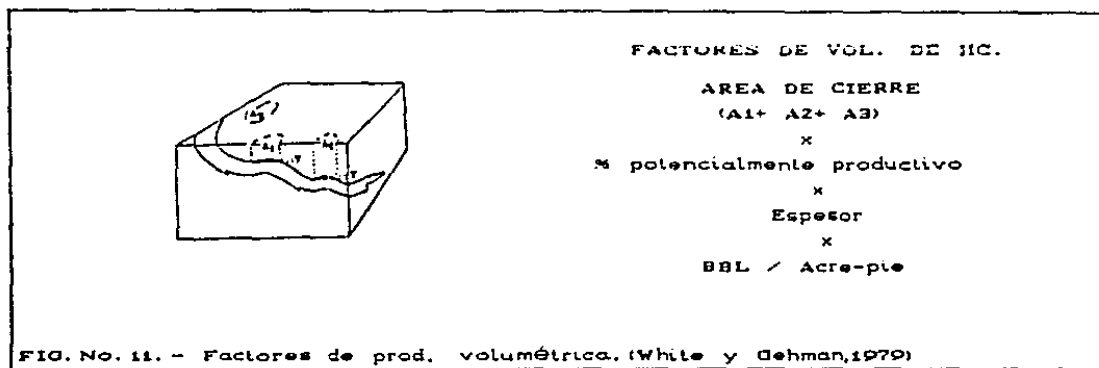 FACTORES DE VOL. DE HC.
AREA DE CIERRE
(A1+ A2+ A3)
x
% potencialmente productivo
x
Espesor
x
BBL / Acre-pie
FIG. No. 11. - Factores de prod. volumétrica. (White y Gehman, 1979)